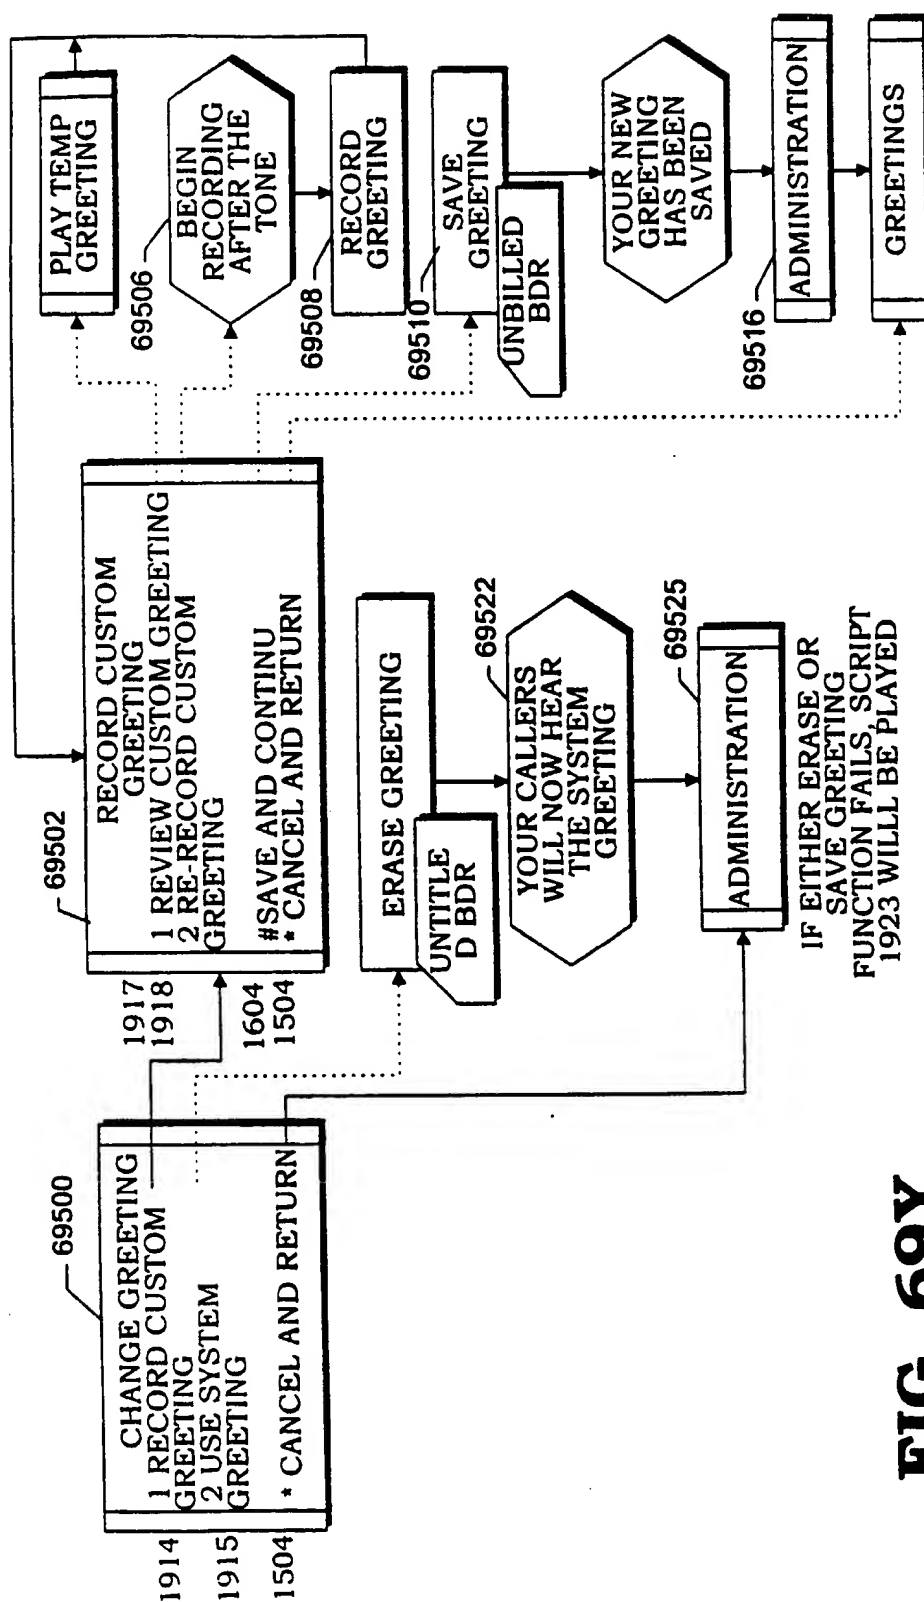 69500
CHANGE GREETING
1914
1 RECORD CUSTOM
GREETING
1915
2 USE SYSTEM
GREETING
1504
* CANCEL AND RETURN
69502
RECORD CUSTOM
GREETING
1917
1 REVIEW CUSTOM GREETING
1918
2 RE-RECORD CUSTOM
GREETING
1604
#SAVE AND CONTINU
1504
* CANCEL AND RETURN
ERASE GREETING
UNTITLE
D BDR
69522
YOUR CALLERS
WILL NOW HEAR
THE SYSTEM
GREETING
69525
ADMINISTRATION
IF EITHER ERASE OR
SAVE GREETING
FUNCTION FAILS, SCRIPT
1923 WILLL BE PLAYED
PLAY TEMP
GREETING
69506
BEGIN
RECORDING
AFTER THE
TONE
69508
RECORD
GREETING
69510
SAVE
GREETING
UNBILLED
BDR
YOUR NEW
GREETING
HAS BEEN
SAVED
69516
ADMINISTRATION
GREETINGS
FIG. 69Y